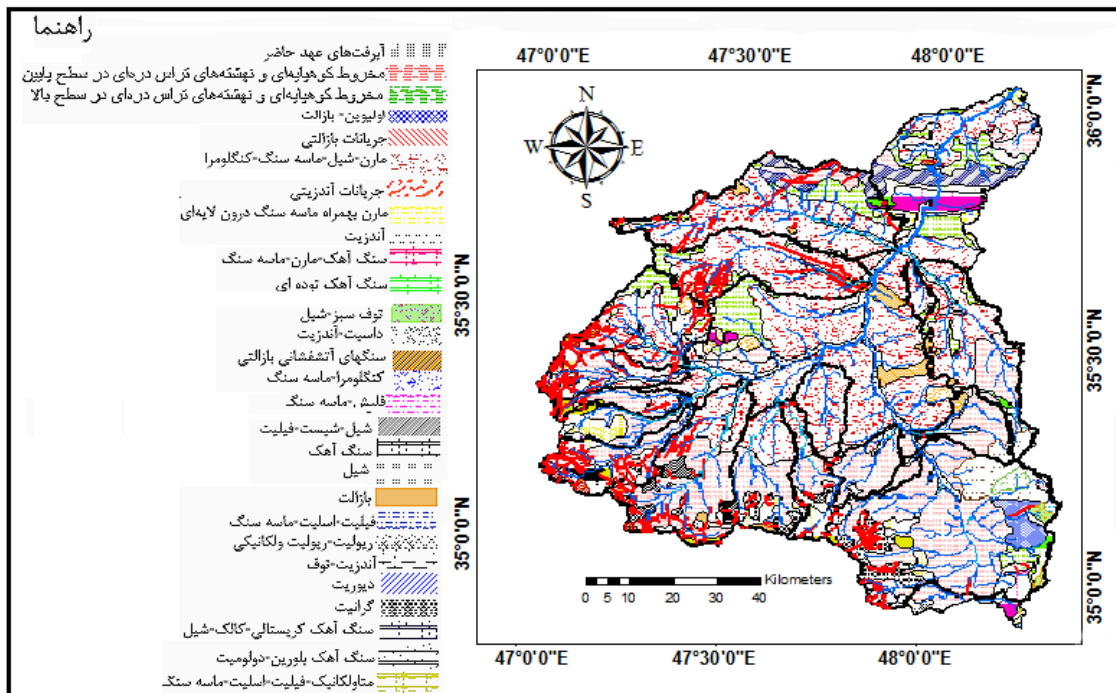 راهنما
آبرفت‌های عهد حاضر
مخروط کوهپایه‌ای و نهشته‌های تراس دره‌ای در سطح پایین
مخروط کوهپایه‌ای و نهشته‌های تراس دره‌ای در سطح بالا
اولیوین- بازالت
جریانات بازالتی
مارن-شیل-ماسه سنگ-کنگلومرا
جریانات آندزیتی
مارن بهمراه ماسه سنگ درون لایه‌ای
آندزیت
سنگ آهک-مارن-ماسه سنگ
سنگ آهک توده ای
توف سبز-شیل
داسیت-آندزیت
سنگهای آتشفشانی بازالتی
کنگلومرا-ماسه سنگ
فلیش-ماسه سنگ
شیل-شیست-فیلیت
سنگ آهک
شیل
بازالت
فیلیت-اسلیت-ماسه سنگ
ریولیت-ریولیت ولکانیکی
آندزیت-توف
دیوریت
گرانیت
سنگ آهک کریستالی-کالک-شیل
سنگ آهک بلورین-دولومیت
متاولکانیک-فیلیت-اسلیت-ماسه سنگ
47°0'0"E 47°30'0"E 48°0'0"E
36°0'0"N
35°30'0"N
35°30'0"N
35°0'0"N
35°0'0"N
N
W E
S
Kilometers
0 5 10 20 30 40
47°0'0"E 47°30'0"E 48°0'0"E